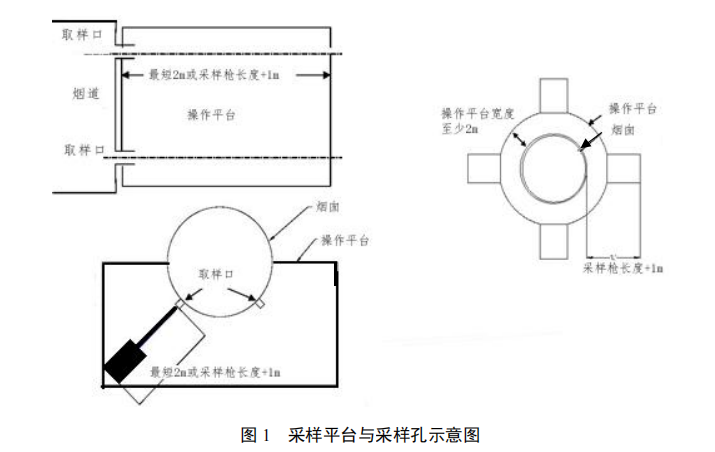 取样口
最短2m或采样枪长度+1m
烟道
操作平台
取样口
操作平台宽度
至少2m
操作平台
烟囱
采样枪长度+1m
烟囱
操作平台
取样口
最短2m或采样枪长度+1m
图 1 采样平台与采样孔示意图